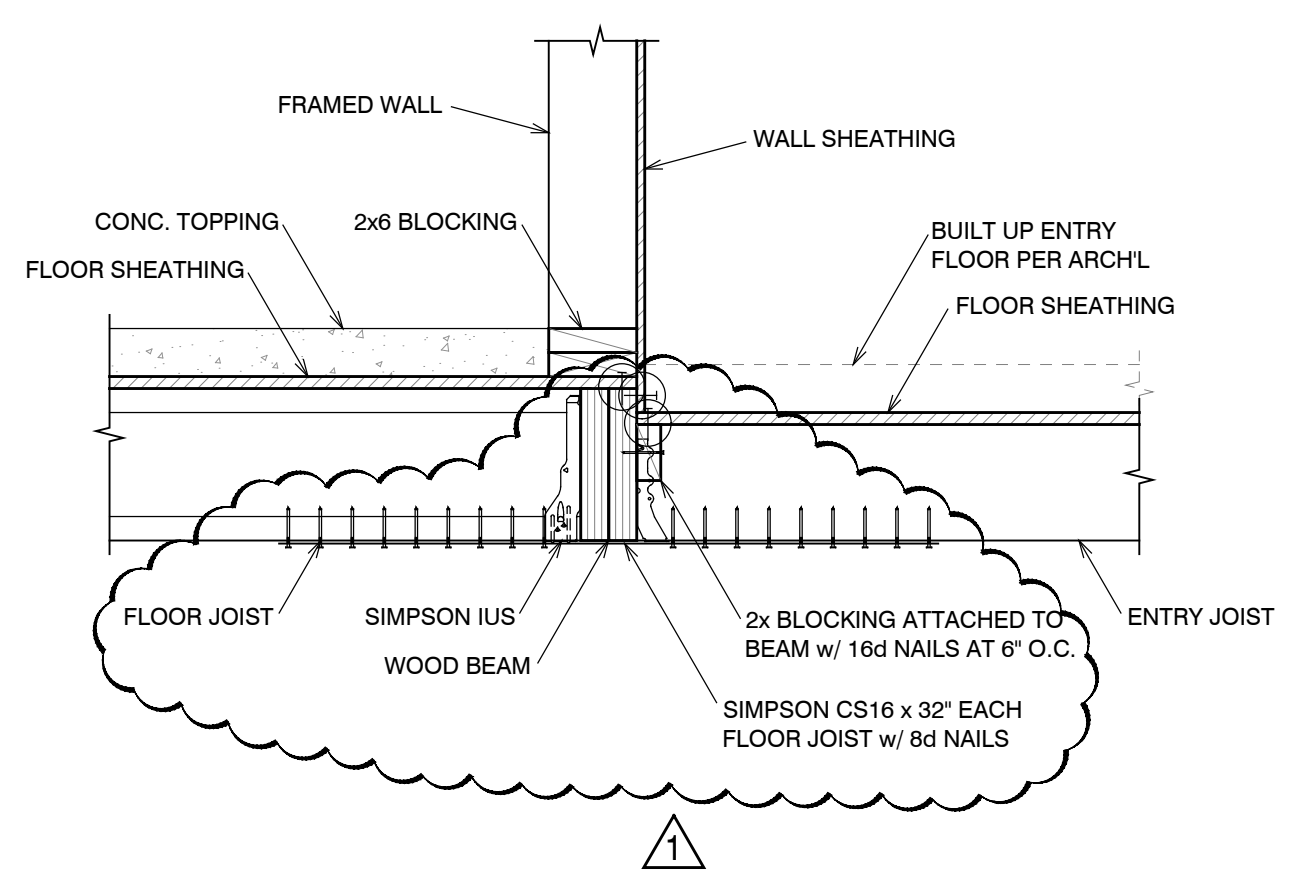 FRAMED WALL
WALL SHEATHING
CONC. TOPPING
2x6 BLOCKING
FLOOR SHEATHING
BUILT UP ENTRY
FLOOR PER ARCH'L
FLOOR SHEATHING
FLOOR JOIST
SIMPSON IUS
WOOD BEAM
2x BLOCKING ATTACHED TO
BEAM w/ 16d NAILS AT 6" O.C.
ENTRY JOIST
SIMPSON CS16 x 32" EACH
FLOOR JOIST w/ 8d NAILS
1